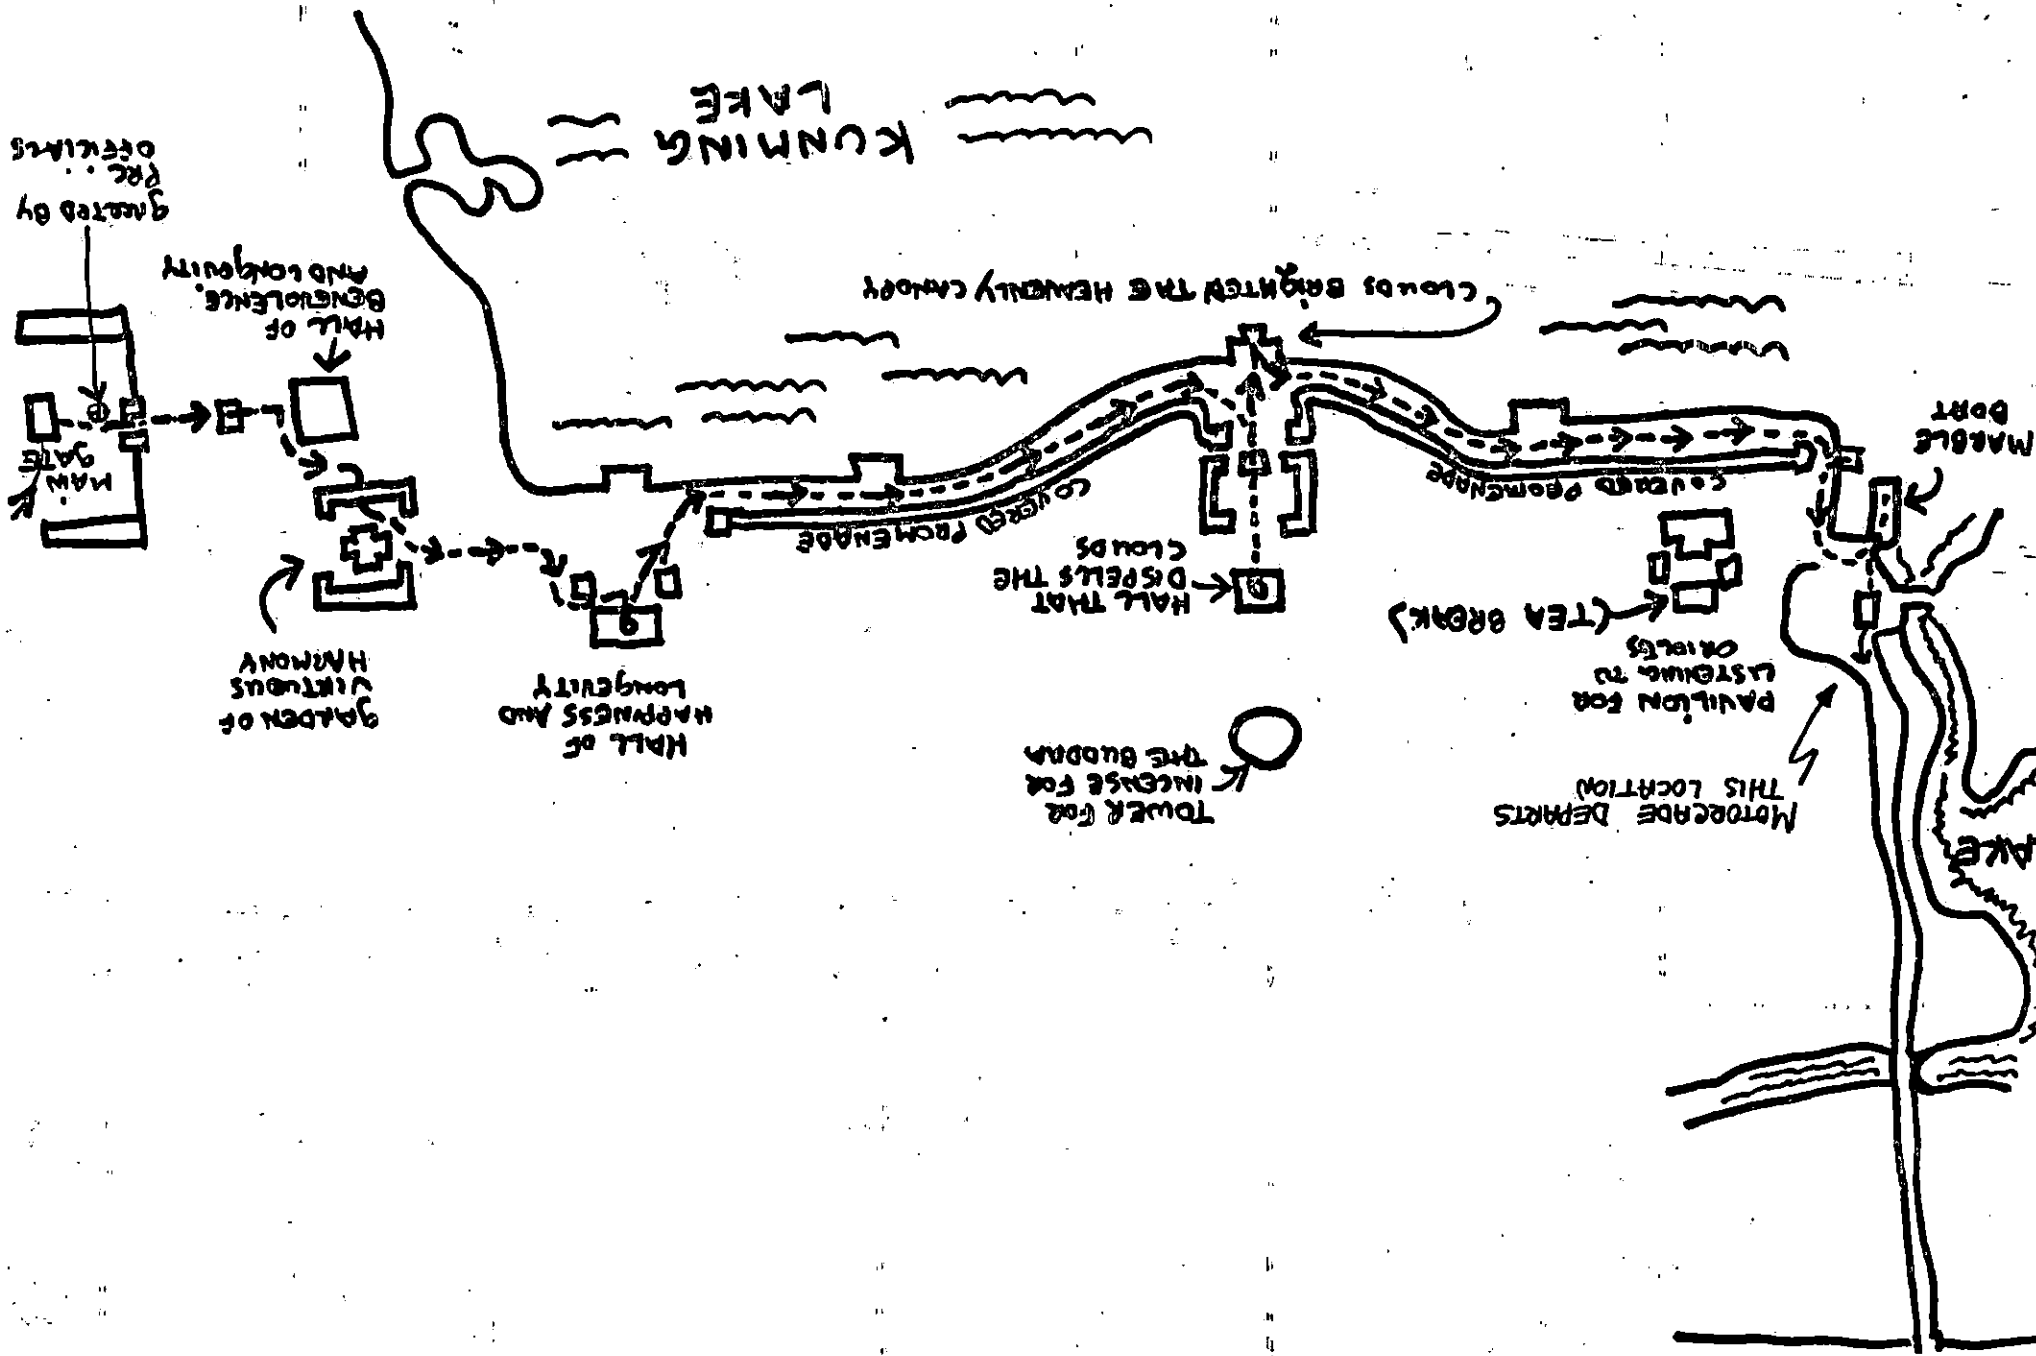 AKE
MOTORCADE DEPARTS
THIS LOCATION
TOWER FOR
INCENSE FOR
THE BUDDHA
PAVILION FOR
LISTENING TO
ORIOLES
(TEA BREAK)
HALL OF
HAPPINESS AND
LONGEVITY
GARDEN OF
VIRTUOUS
HARMONY
HALL THAT
DISPELLS THE
CLOUDS
COVERED PROMENADE
COVERED PROMENADE
MARBLE
BOAT
MAIN
GATE
CLOUDS BRIGHTEN THE HEAVENLY CANOPY
HALL OF
BENEVOLENCE
AND LONGEVITY
GREETED BY
PRC
OFFICIALS
KUNMING
LAKE